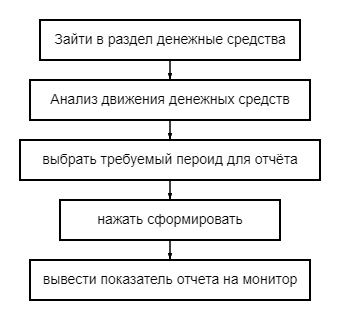 Зайти в раздел денежные средства
Анализ движения денежных средств
выбрать требуемый пероид для отчёта
нажать сформировать
вывести показатель отчета на монитор